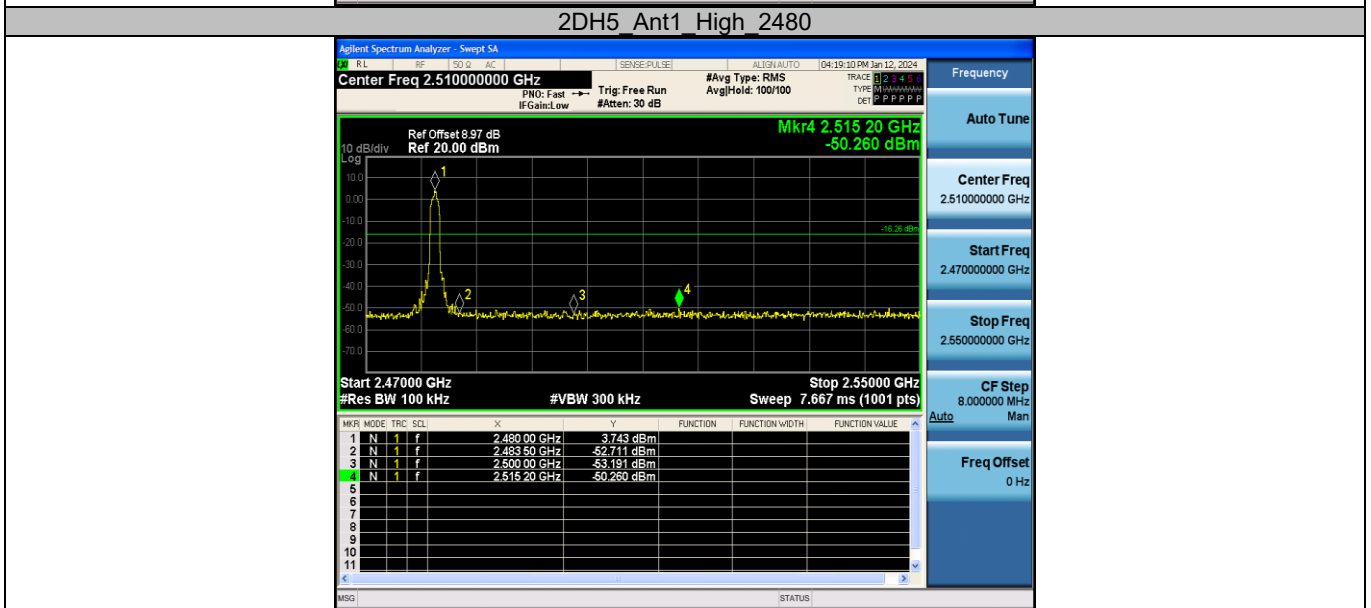 2DH5_Ant1_High_2480
Agilent Spectrum Analyzer - Swept SA
RL RF 50 Ω AC SENSE:PULSE ALIGN AUTO 04:19:10 PM Jan 12, 2024
Center Freq 2.510000000 GHz
PNO: Fast
IFGain:Low
Trig: Free Run
#Atten: 30 dB
#Avg Type: RMS
Avg|Hold: 100/100
TRACE 1 2 3 4 5 6
TYPE M
DET P P P P P P
Mkr4 2.515 20 GHz
-50.260 dBm
Ref Offset 8.97 dB
10 dB/div Ref 20.00 dBm
Log
10.0
0.00
-10.0
-20.0
-30.0
-40.0
-50.0
-60.0
-70.0
1
2
3
4
-16.26 dBm
Start 2.47000 GHz Stop 2.55000 GHz
#Res BW 100 kHz #VBW 300 kHz Sweep 7.667 ms (1001 pts)
MKR MODE TRC SCL X Y FUNCTION FUNCTION WIDTH FUNCTION VALUE
1 N 1 f 2.480 00 GHz 3.743 dBm
2 N 1 f 2.483 50 GHz -52.711 dBm
3 N 1 f 2.500 00 GHz -53.191 dBm
4 N 1 f 2.515 20 GHz -50.260 dBm
5
6
7
8
9
10
11
MSG STATUS
Frequency
Auto Tune
Center Freq
2.510000000 GHz
Start Freq
2.470000000 GHz
Stop Freq
2.550000000 GHz
CF Step
8.000000 MHz
Auto Man
Freq Offset
0 Hz